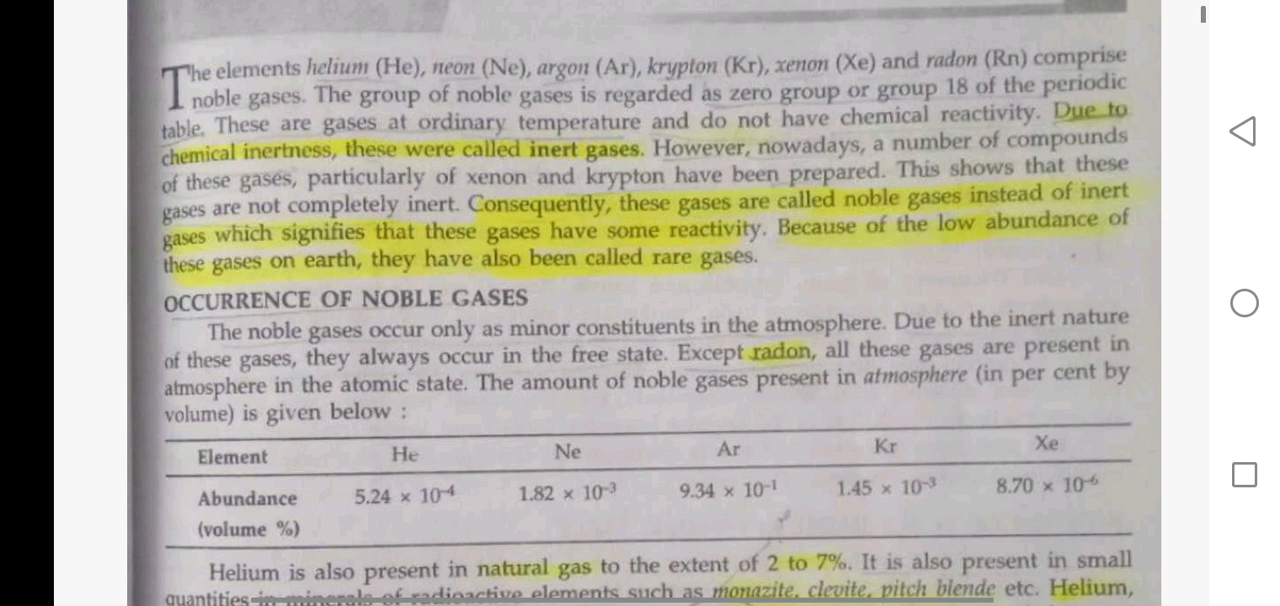 The elements helium (He), neon (Ne), argon (Ar), krypton (Kr), xenon (Xe) and radon (Rn) comprise
noble gases. The group of noble gases is regarded as zero group or group 18 of the periodic
table. These are gases at ordinary temperature and do not have chemical reactivity. Due to
chemical inertness, these were called inert gases. However, nowadays, a number of compounds
of these gases, particularly of xenon and krypton have been prepared. This shows that these
gases are not completely inert. Consequently, these gases are called noble gases instead of inert
gases which signifies that these gases have some reactivity. Because of the low abundance of
these gases on earth, they have also been called rare gases.
OCCURRENCE OF NOBLE GASES
The noble gases occur only as minor constituents in the atmosphere. Due to the inert nature
of these gases, they always occur in the free state. Except radon, all these gases are present in
atmosphere in the atomic state. The amount of noble gases present in atmosphere (in per cent by
volume) is given below :
Element He Ne Ar Kr Xe
Abundance 5.24 × 10⁻⁴ 1.82 × 10⁻³ 9.34 × 10⁻¹ 1.45 × 10⁻³ 8.70 × 10⁻⁶
(volume %)
Helium is also present in natural gas to the extent of 2 to 7%. It is also present in small
quantities in minerals of radioactive elements such as monazite, clevite, pitch blende etc. Helium,